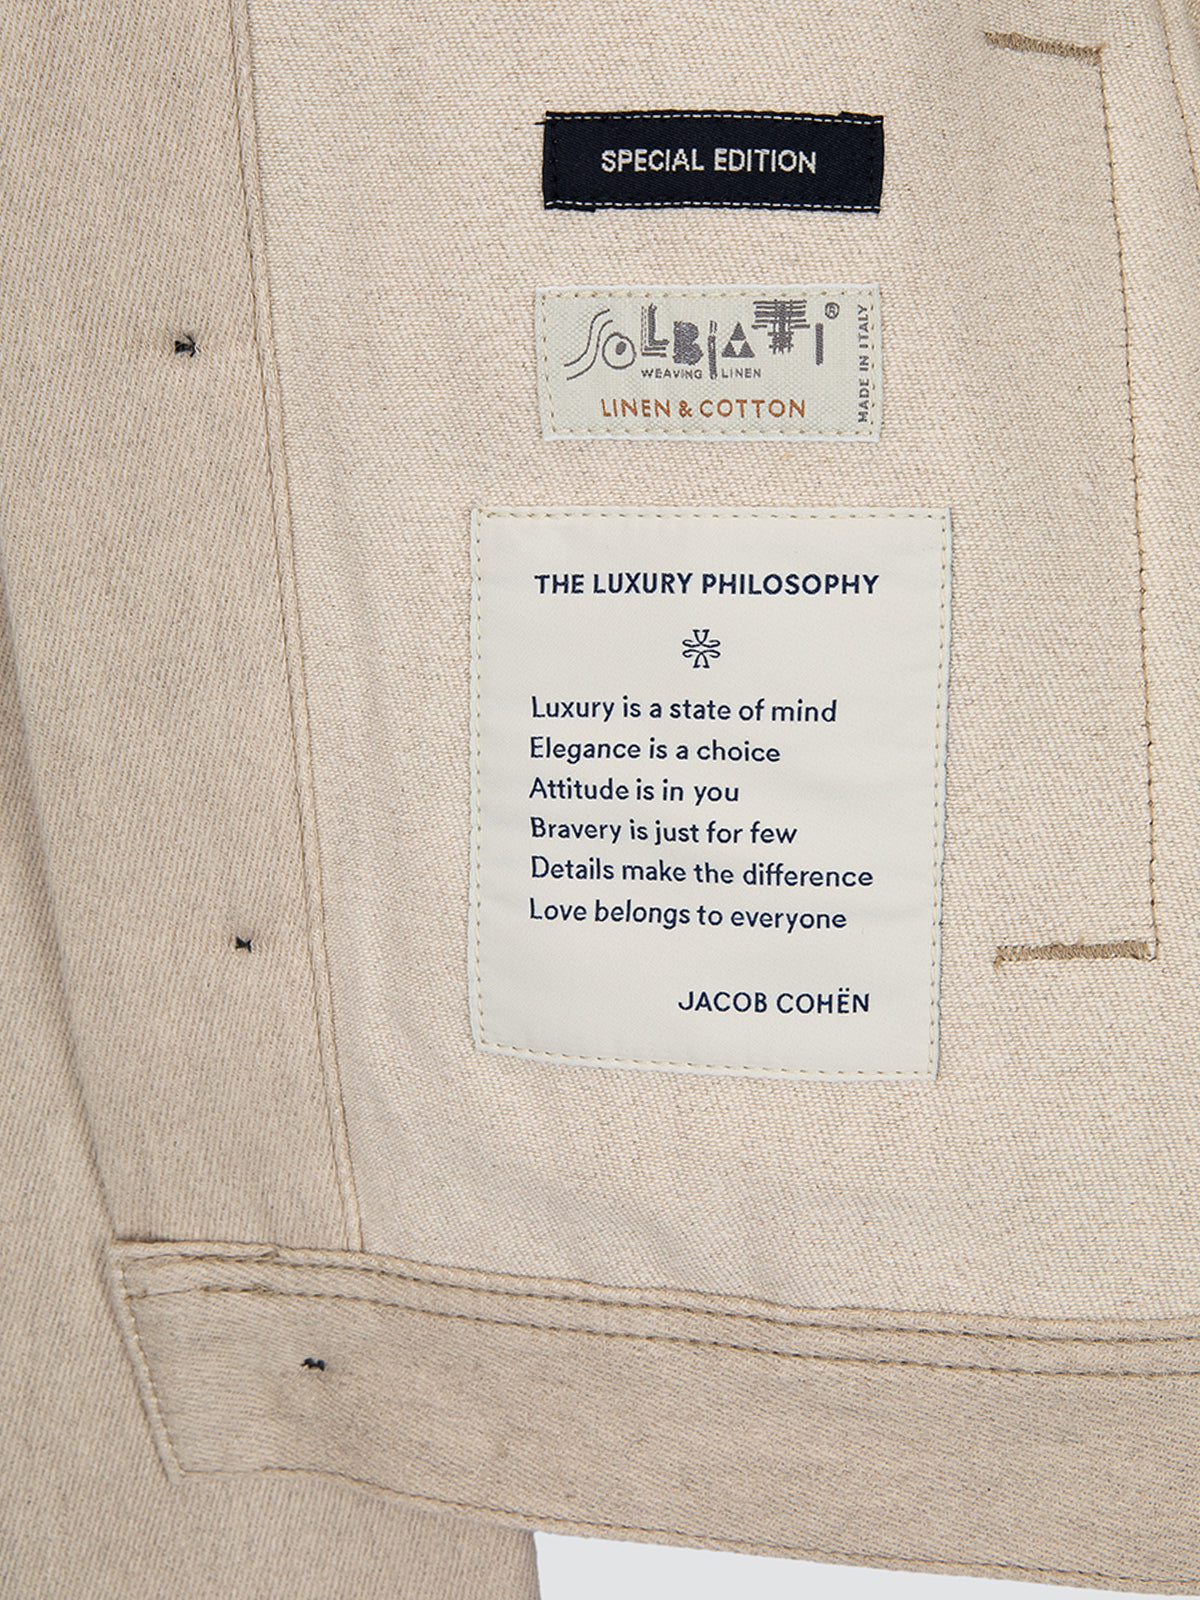 SPECIAL EDITION
SOLBIATI®
WEAVING LINEN
LINEN & COTTON
MADE IN ITALY
THE LUXURY PHILOSOPHY
Luxury is a state of mind
Elegance is a choice
Attitude is in you
Bravery is just for few
Details make the difference
Love belongs to everyone
JACOB COHËN